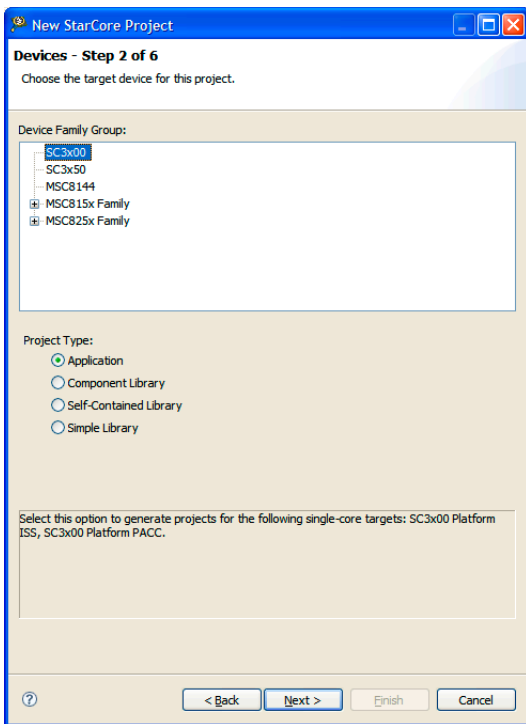 New StarCore Project
Devices - Step 2 of 6
Choose the target device for this project.
Device Family Group:
SC3x00
SC3x50
MSC8144
MSC815x Family
MSC825x Family
Project Type:
Application
Component Library
Self-Contained Library
Simple Library
Select this option to generate projects for the following single-core targets: SC3x00 Platform
ISS, SC3x00 Platform PACC.
< Back Next > Finish Cancel